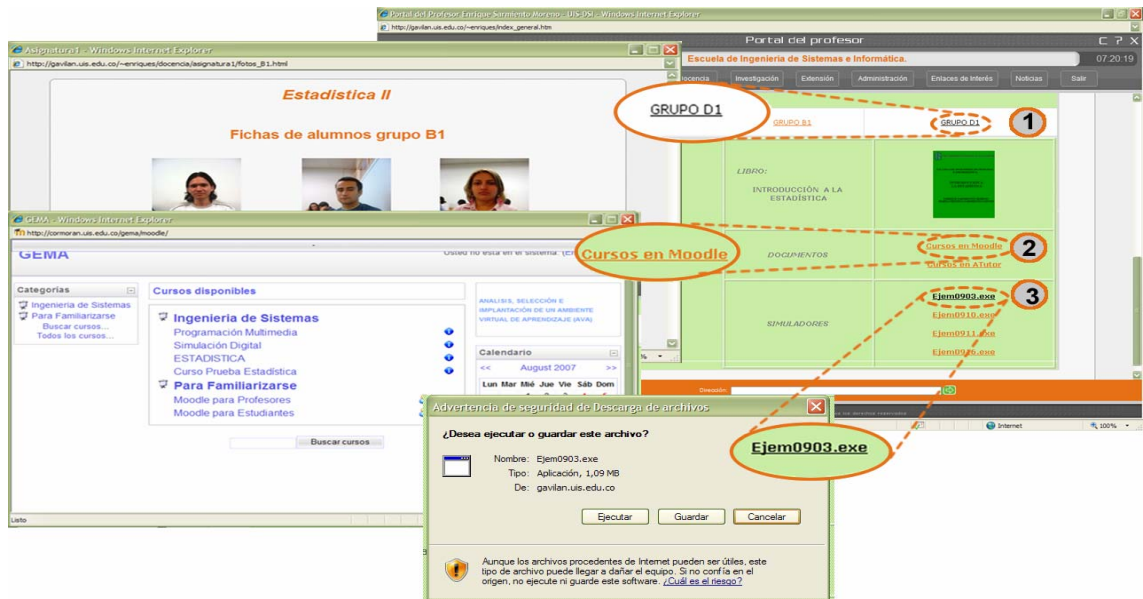 Portal del Profesor Enrique Sarmiento Moreno - UIS-DSI - Windows Internet Explorer
http://gavilan.uis.edu.co/~enriques/index_general.htm
Portal del profesor
C ? X
Escuela de Ingeniería de Sistemas e Informática.
07:20:19
Docencia
Investigación
Extensión
Administración
Enlaces de Interés
Noticias
Salir
GRUPO D1
GRUPO B1
GRUPO D1
1
LIBRO:
INTRODUCCIÓN A LA
ESTADÍSTICA
DOCUMENTOS
Cursos en Moodle
2
Cursos en ATutor
SIMULADORES
Ejem0903.exe
3
Ejem0910.exe
Ejem0911.exe
Ejem0916.exe
Dirección
Internet
100%
Asignatura1 - Windows Internet Explorer
http://gavilan.uis.edu.co/~enriques/docencia/asignatura1/fotos_B1.html
Estadística II
Fichas de alumnos grupo B1
GEMA - Windows Internet Explorer
http://cormoran.uis.edu.co/gema/moodle/
GEMA
Usted no está en el sistema. (En
Cursos en Moodle
Categorías
Ingeniería de Sistemas
Para Familiarizarse
Buscar cursos...
Todos los cursos...
Cursos disponibles
Ingeniería de Sistemas
Programación Multimedia
Simulación Digital
ESTADISTICA
Curso Prueba Estadística
Para Familiarizarse
Moodle para Profesores
Moodle para Estudiantes
Buscar cursos
ANALISIS, SELECCIÓN E
IMPLANTACIÓN DE UN AMBIENTE
VIRTUAL DE APRENDIZAJE (AVA)
Calendario
<< August 2007 >>
Lun Mar Mié Jue Vie Sáb Dom
Listo
Advertencia de seguridad de Descarga de archivos
¿Desea ejecutar o guardar este archivo?
Nombre: Ejem0903.exe
Tipo: Aplicación, 1,09 MB
De: gavilan.uis.edu.co
Ejecutar
Guardar
Cancelar
Ejem0903.exe
Aunque los archivos procedentes de Internet pueden ser útiles, este
tipo de archivo puede llegar a dañar el equipo. Si no confía en el
origen, no ejecute ni guarde este software. ¿Cuál es el riesgo?